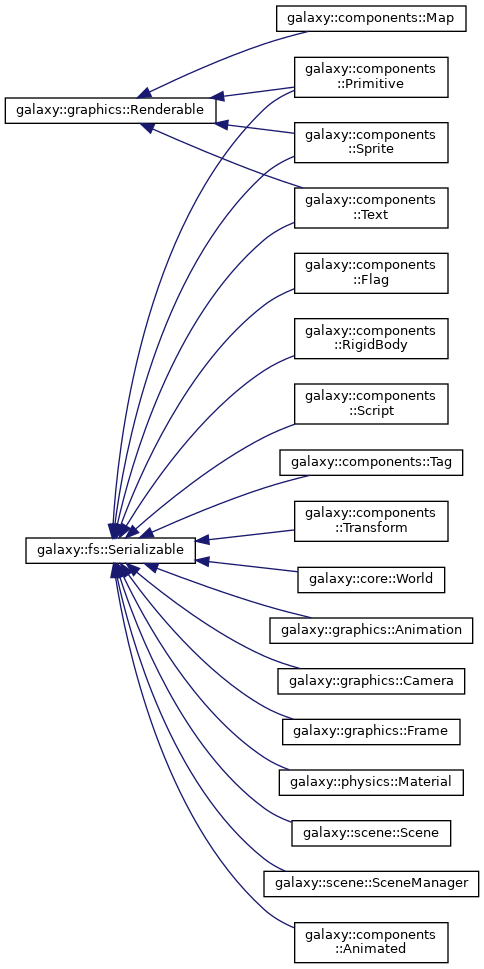 galaxy::components::Map
galaxy::components
::Primitive
galaxy::graphics::Renderable
galaxy::components
::Sprite
galaxy::components
::Text
galaxy::components
::Flag
galaxy::components
::RigidBody
galaxy::components
::Script
galaxy::components::Tag
galaxy::components
::Transform
galaxy::fs::Serializable
galaxy::core::World
galaxy::graphics::Animation
galaxy::graphics::Camera
galaxy::graphics::Frame
galaxy::physics::Material
galaxy::scene::Scene
galaxy::scene::SceneManager
galaxy::components
::Animated